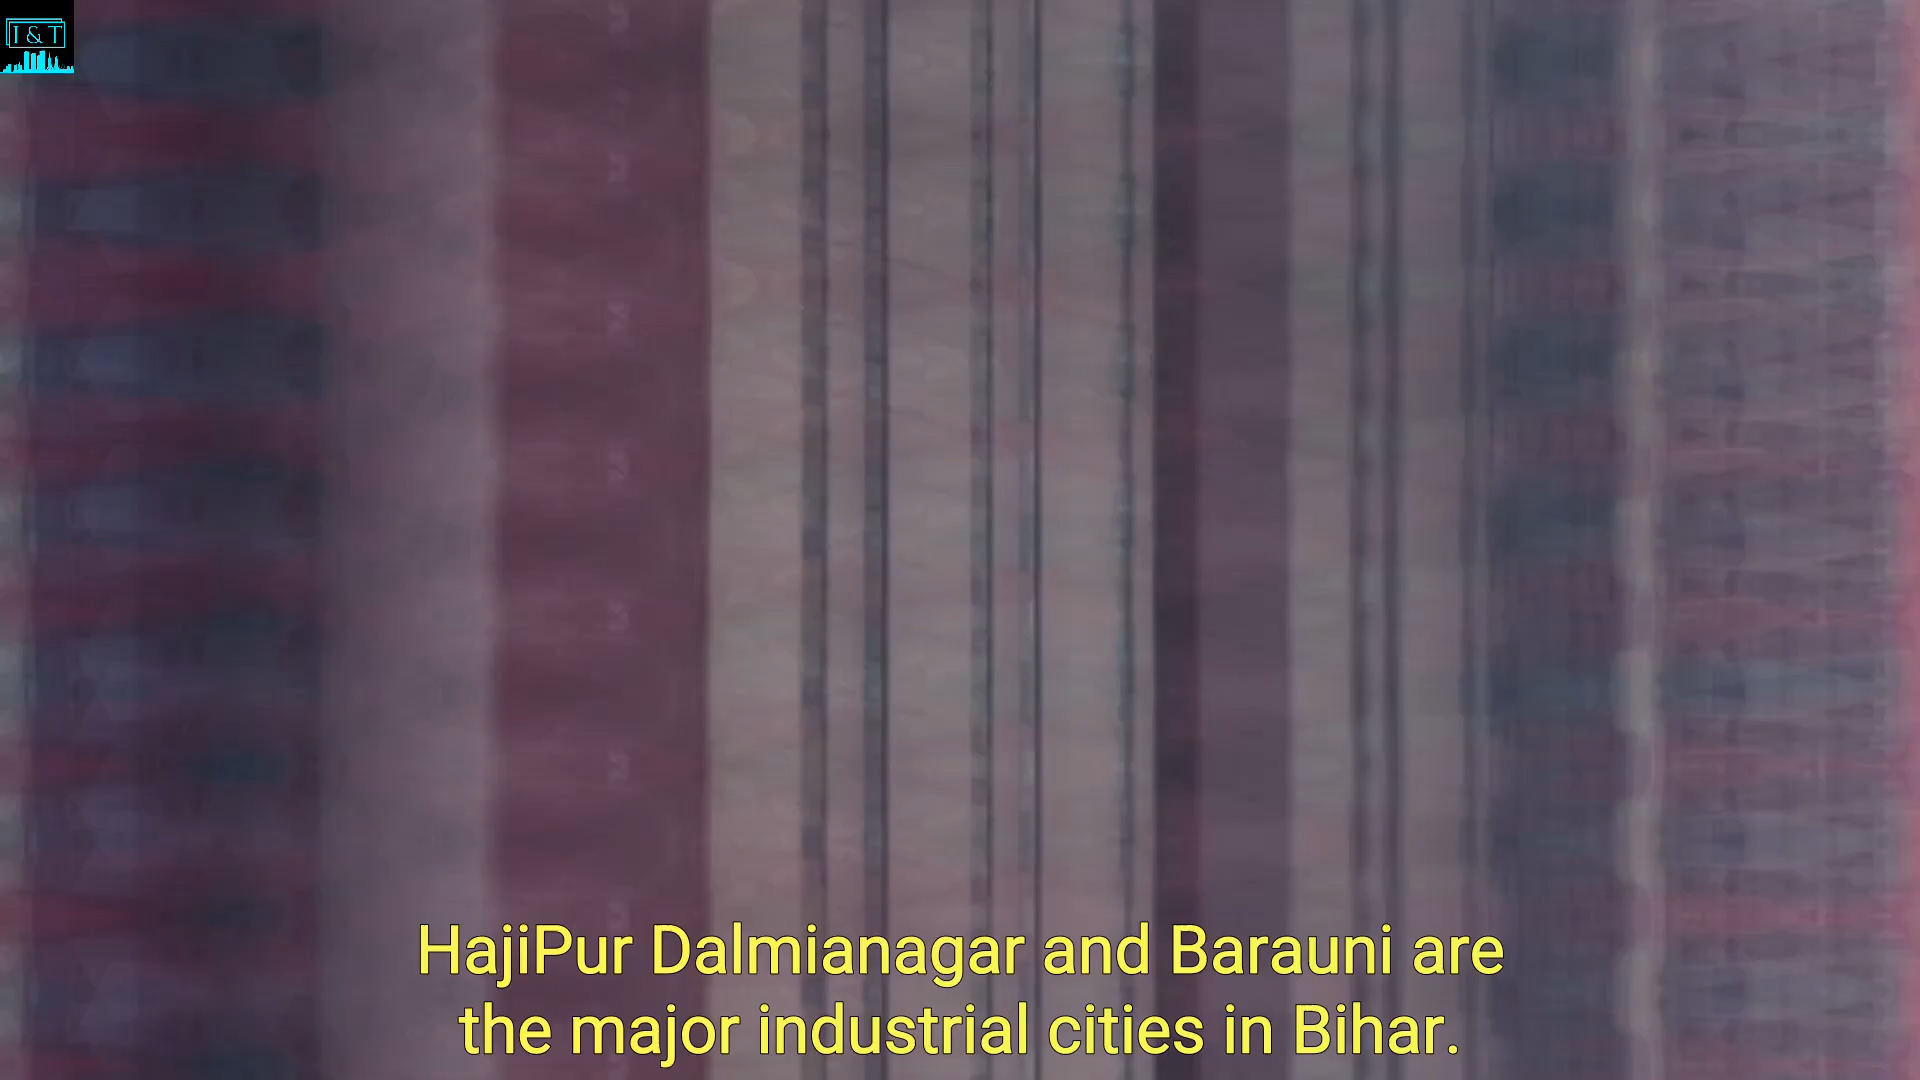 I & T
HajiPur Dalmianagar and Barauni are
the major industrial cities in Bihar.